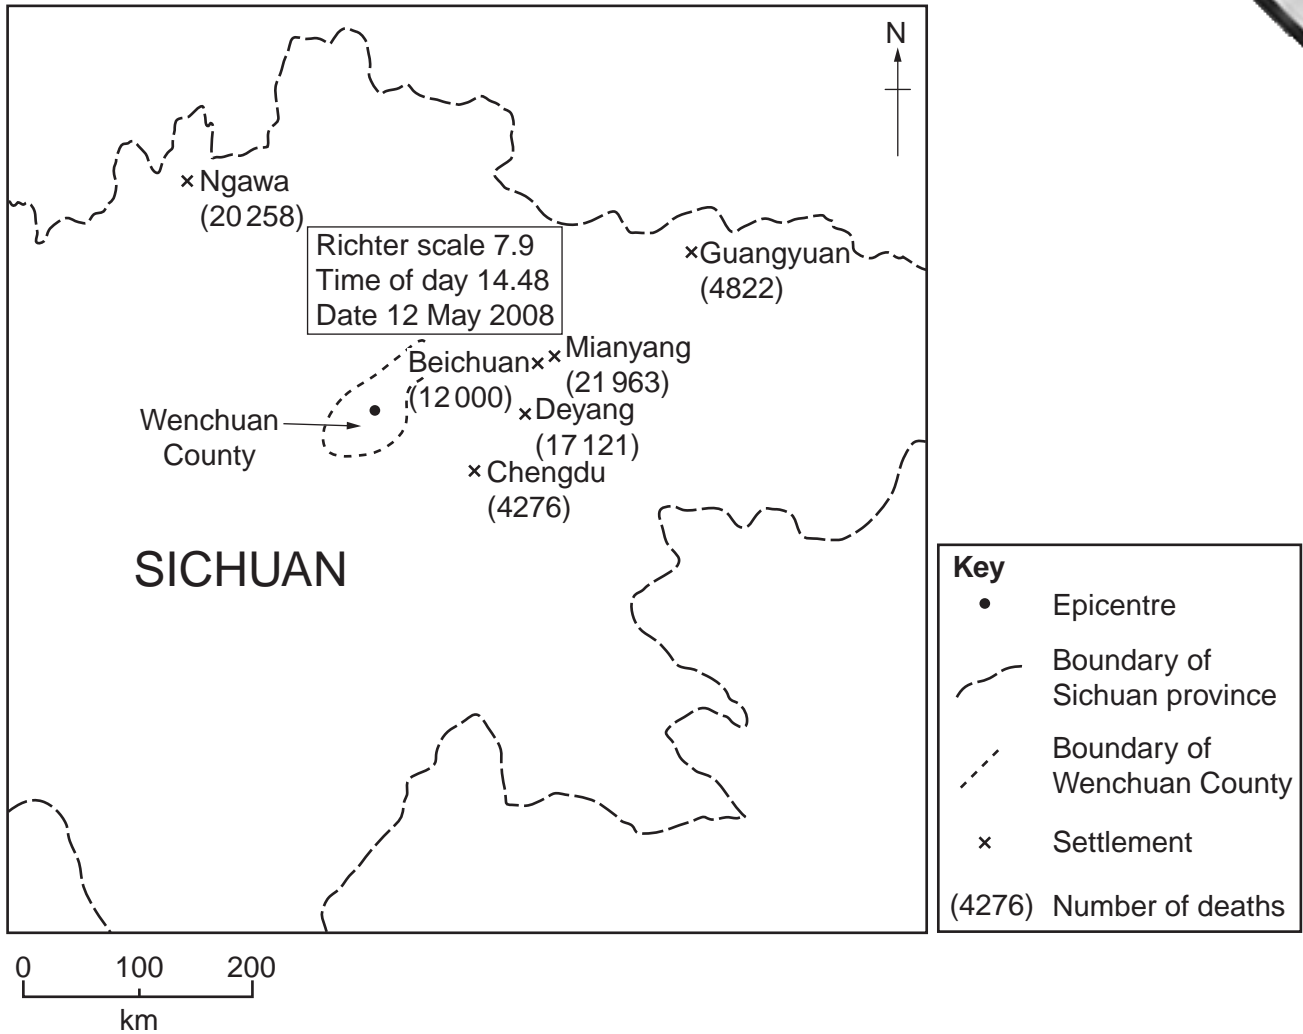 N
Ngawa
(20 258)
Richter scale 7.9
Time of day 14.48
Date 12 May 2008
Guangyuan
(4822)
Beichuan
(12 000)
Mianyang
(21 963)
Deyang
(17 121)
Wenchuan
County
Chengdu
(4276)
SICHUAN
Key
Epicentre
Boundary of
Sichuan province
Boundary of
Wenchuan County
Settlement
(4276) Number of deaths
0 100 200
km